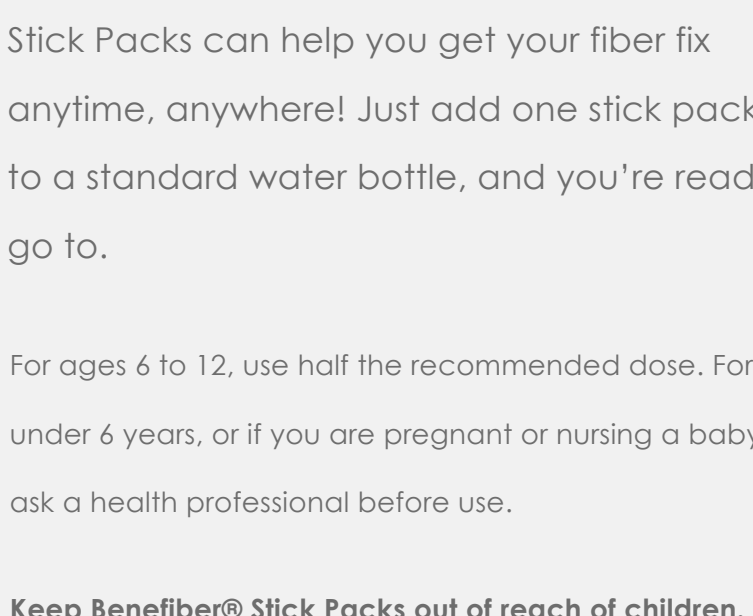 Stick Packs can help you get your fiber fix
anytime, anywhere! Just add one stick pack
to a standard water bottle, and you’re read
go to.
For ages 6 to 12, use half the recommended dose. For
under 6 years, or if you are pregnant or nursing a baby
ask a health professional before use.
Keep Benefiber® Stick Packs out of reach of children.